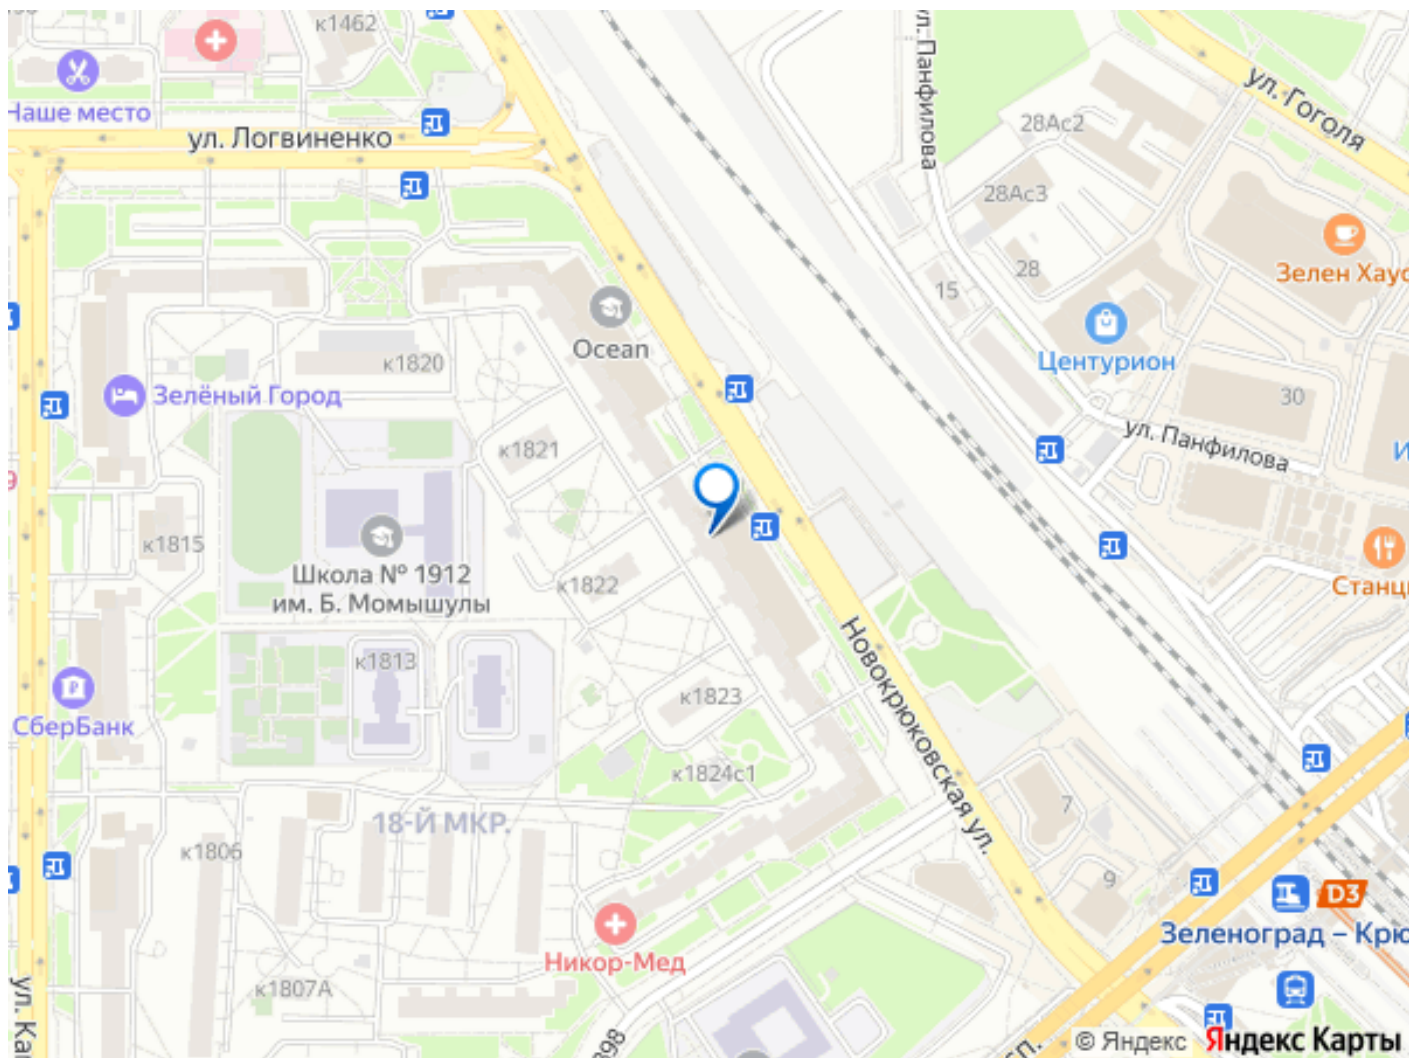 к1462
Наше место
ул. Логвиненко
ул. Панфилова
ул. Гоголя
28Ас2
28Ас3
28
15
Зелен Хаус
Центурион
Ocean
к1820
Зелёный Город
30
ул. Панфилова
к1821
к1815
Школа № 1912
им. Б. Момышулы
к1822
Станц
к1813
к1823
Новокрюковская ул.
СберБанк
к1824с1
18-Й МКР.
7
к1806
9
D3
Зеленоград – Крю
Никор-Мед
к1807А
ул. Ка
898
сп.
© Яндекс
Яндекс Карты